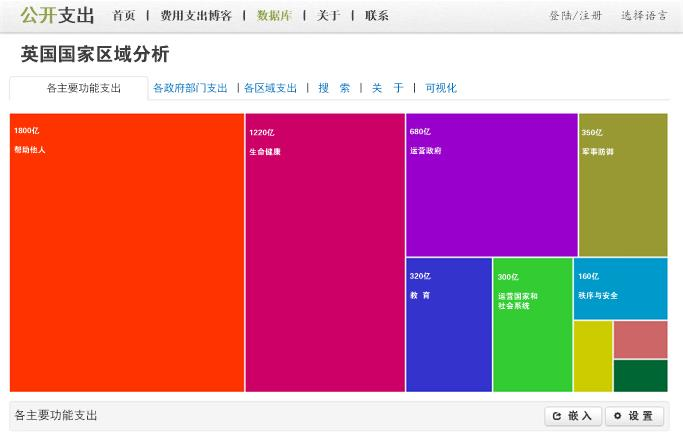 公开支出 首页 | 费用支出博客 | 数据库 | 关于 | 联系 登陆/注册 选择语言
英国国家区域分析
各主要功能支出 各政府部门支出 | 各区域支出 | 搜 索 | 关 于 | 可视化
1800亿
帮助他人
1220亿
生命健康
680亿
运营政府
350亿
军事防御
320亿
教 育
300亿
运营国家和
社会系统
160亿
秩序与安全
各主要功能支出 嵌入 设置